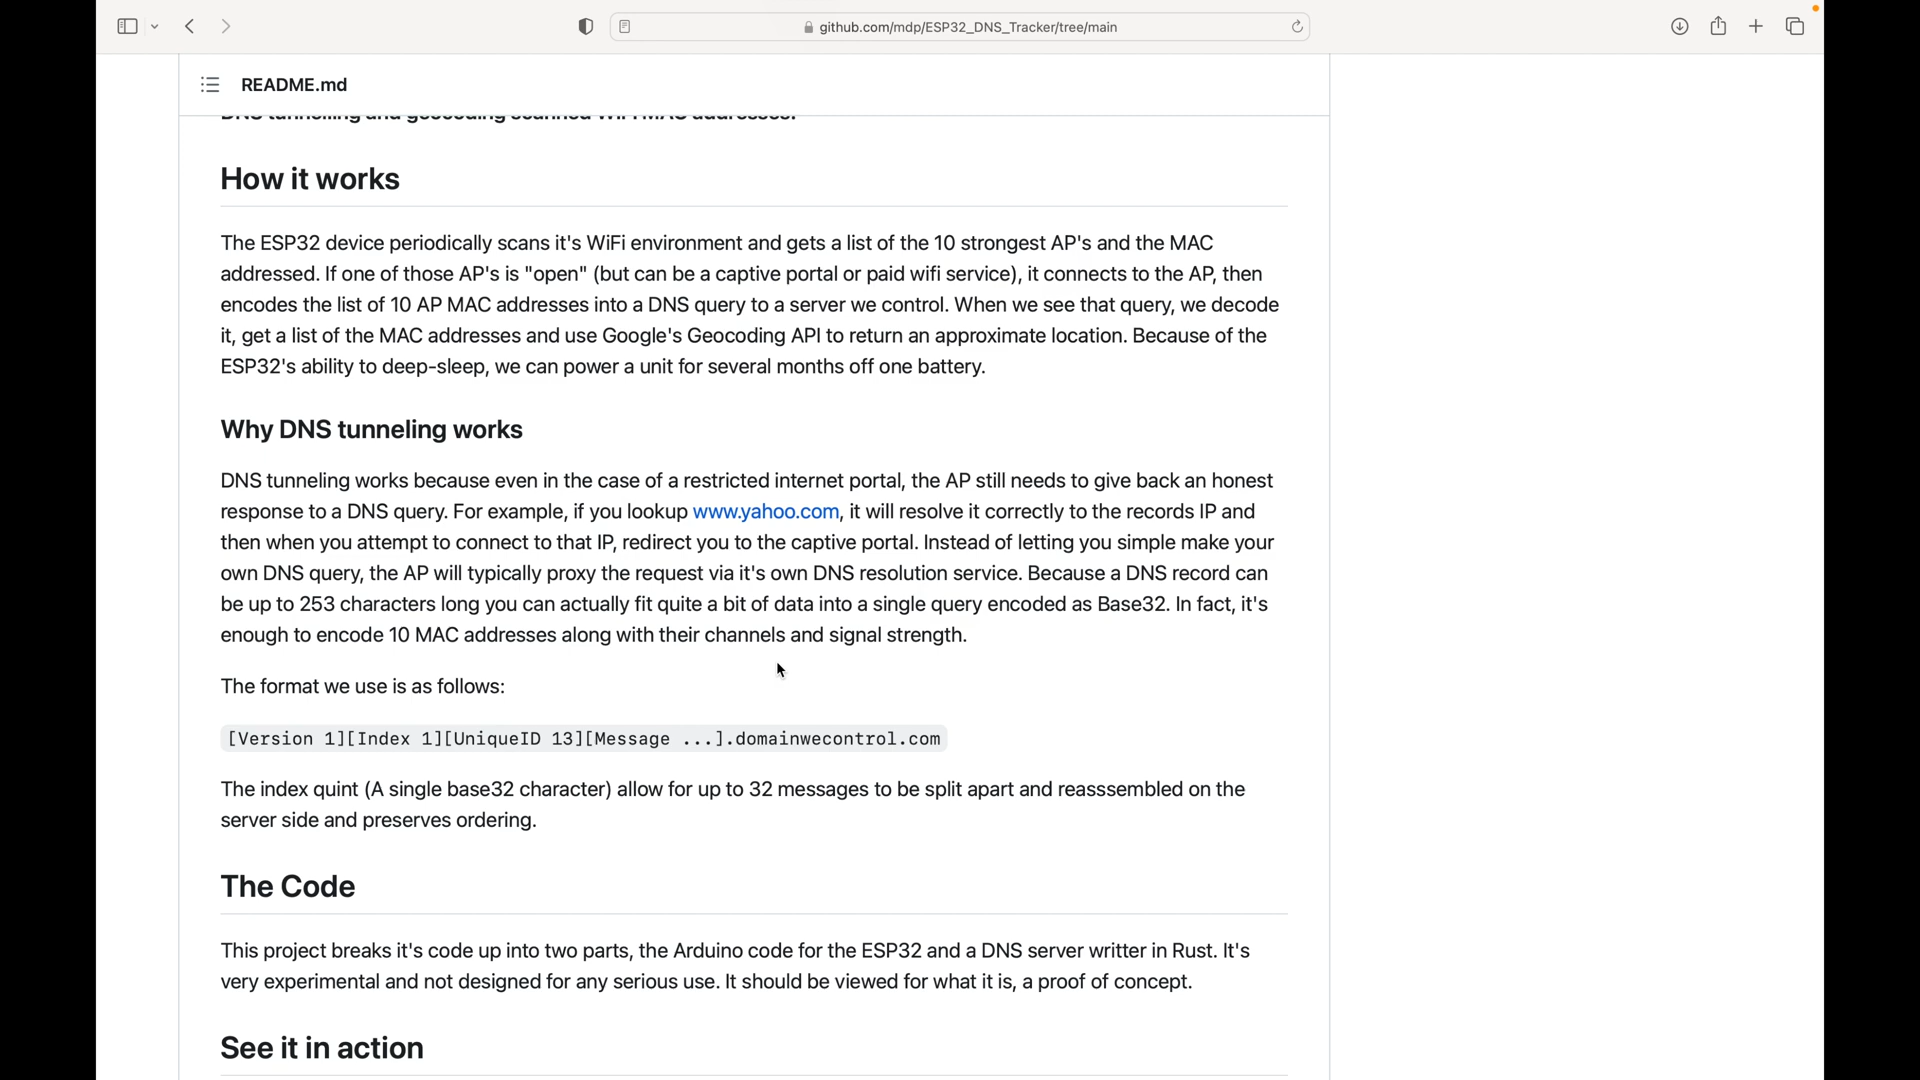 github.com/mdp/ESP32_DNS_Tracker/tree/main
README.md
DNS tunnelling and geocoding scanned WiFi MAC addresses.
How it works
The ESP32 device periodically scans it's WiFi environment and gets a list of the 10 strongest AP's and the MAC
addressed. If one of those AP's is "open" (but can be a captive portal or paid wifi service), it connects to the AP, then
encodes the list of 10 AP MAC addresses into a DNS query to a server we control. When we see that query, we decode
it, get a list of the MAC addresses and use Google's Geocoding API to return an approximate location. Because of the
ESP32's ability to deep-sleep, we can power a unit for several months off one battery.
Why DNS tunneling works
DNS tunneling works because even in the case of a restricted internet portal, the AP still needs to give back an honest
response to a DNS query. For example, if you lookup www.yahoo.com, it will resolve it correctly to the records IP and
then when you attempt to connect to that IP, redirect you to the captive portal. Instead of letting you simple make your
own DNS query, the AP will typically proxy the request via it's own DNS resolution service. Because a DNS record can
be up to 253 characters long you can actually fit quite a bit of data into a single query encoded as Base32. In fact, it's
enough to encode 10 MAC addresses along with their channels and signal strength.
The format we use is as follows:
[Version 1][Index 1][UniqueID 13][Message ...].domainwecontrol.com
The index quint (A single base32 character) allow for up to 32 messages to be split apart and reasssembled on the
server side and preserves ordering.
The Code
This project breaks it's code up into two parts, the Arduino code for the ESP32 and a DNS server writter in Rust. It's
very experimental and not designed for any serious use. It should be viewed for what it is, a proof of concept.
See it in action